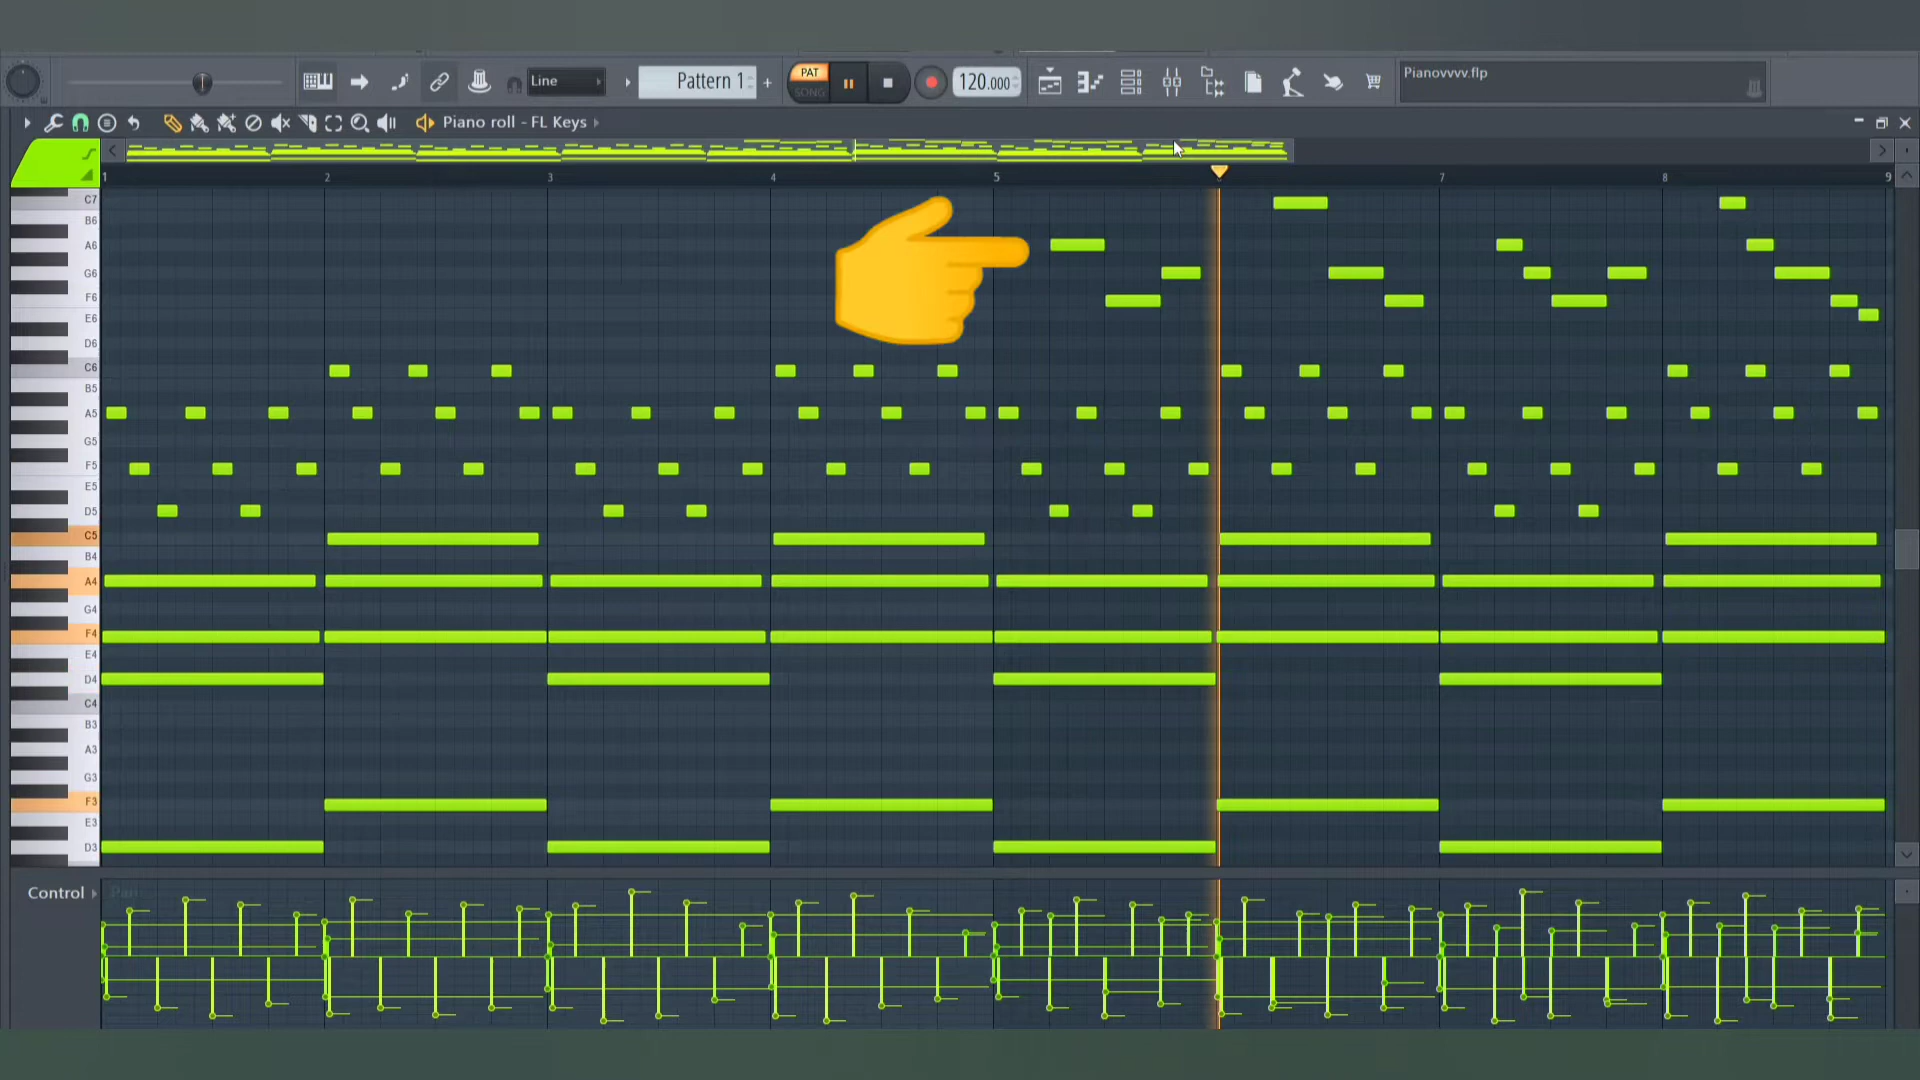 Line
Pattern 1
+
PAT
SONG
120.000
Pianovvvv.flp
Piano roll - FL Keys
1 2 3 4 5 7 8 9
C7
B6
A6
G6
F6
E6
D6
C6
B5
A5
G5
F5
E5
D5
C5
B4
A4
G4
F4
E4
D4
C4
B3
A3
G3
F3
E3
D3
Control
Pan